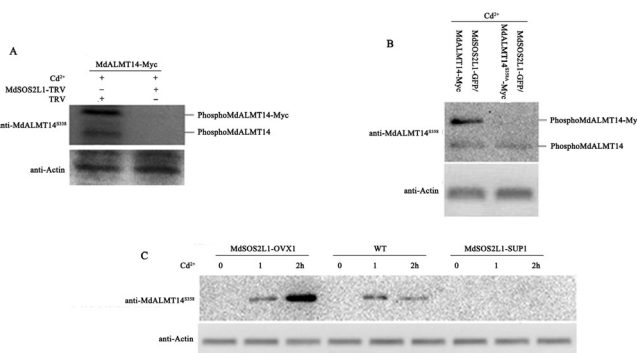 A
MdALMT14-Myc
Cd²⁺ + +
MdSOS2L1-TRV − +
TRV + −
anti-MdALMT14ˢ³⁵⁸
PhosphoMdALMT14-Myc
PhosphoMdALMT14
anti-Actin
B
Cd²⁺
MdSOS2L1-GFP/
MdALMT14-Myc
MdSOS2L1-GFP/
MdALMT14ˢ³⁵⁸ᴬ-Myc
anti-MdALMT14ˢ³⁵⁸
PhosphoMdALMT14-My
PhosphoMdALMT14
anti-Actin
C
MdSOS2L1-OVX1 WT MdSOS2L1-SUP1
Cd²⁺ 0 1 2h 0 1 2h 0 1 2h
anti-MdALMT14ˢ³⁵⁸
anti-Actin